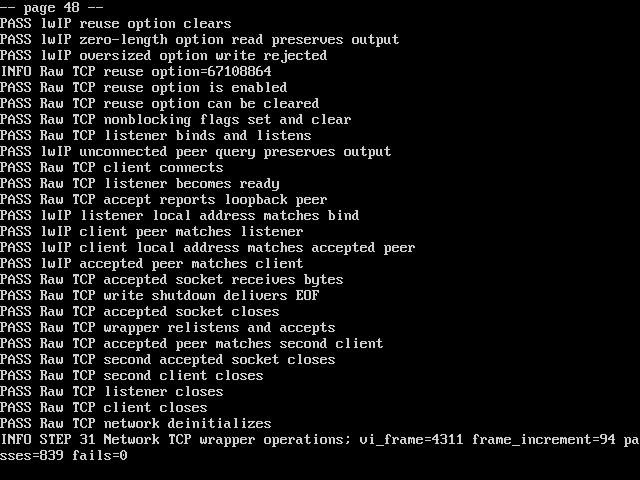 -- page 48 --
PASS lwIP reuse option clears
PASS lwIP zero-length option read preserves output
PASS lwIP oversized option write rejected
INFO Raw TCP reuse option=67108864
PASS Raw TCP reuse option is enabled
PASS Raw TCP reuse option can be cleared
PASS Raw TCP nonblocking flags set and clear
PASS Raw TCP listener binds and listens
PASS lwIP unconnected peer query preserves output
PASS Raw TCP client connects
PASS Raw TCP listener becomes ready
PASS Raw TCP accept reports loopback peer
PASS lwIP listener local address matches bind
PASS lwIP client peer matches listener
PASS lwIP client local address matches accepted peer
PASS lwIP accepted peer matches client
PASS Raw TCP accepted socket receives bytes
PASS Raw TCP write shutdown delivers EOF
PASS Raw TCP accepted socket closes
PASS Raw TCP wrapper relistens and accepts
PASS Raw TCP accepted peer matches second client
PASS Raw TCP second accepted socket closes
PASS Raw TCP second client closes
PASS Raw TCP listener closes
PASS Raw TCP client closes
PASS Raw TCP network deinitializes
INFO STEP 31 Network TCP wrapper operations; vi_frame=4311 frame_increment=94 pa
sses=839 fails=0